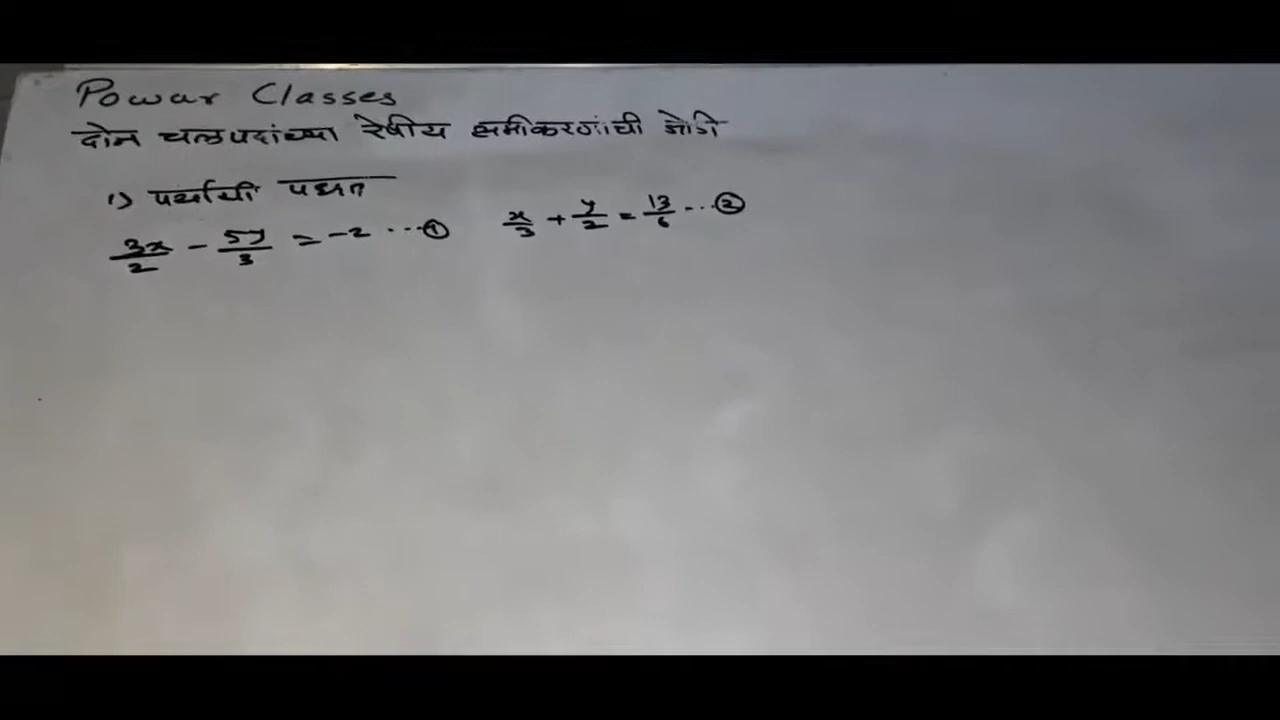 Powar Classes
दोन चलपदांच्या रेषीय समीकरणांची जोडी
1) पर्यायी पद्धत
3x/2 - 5y/3 = -2 ... ① x/3 + y/2 = 13/6 ... ②